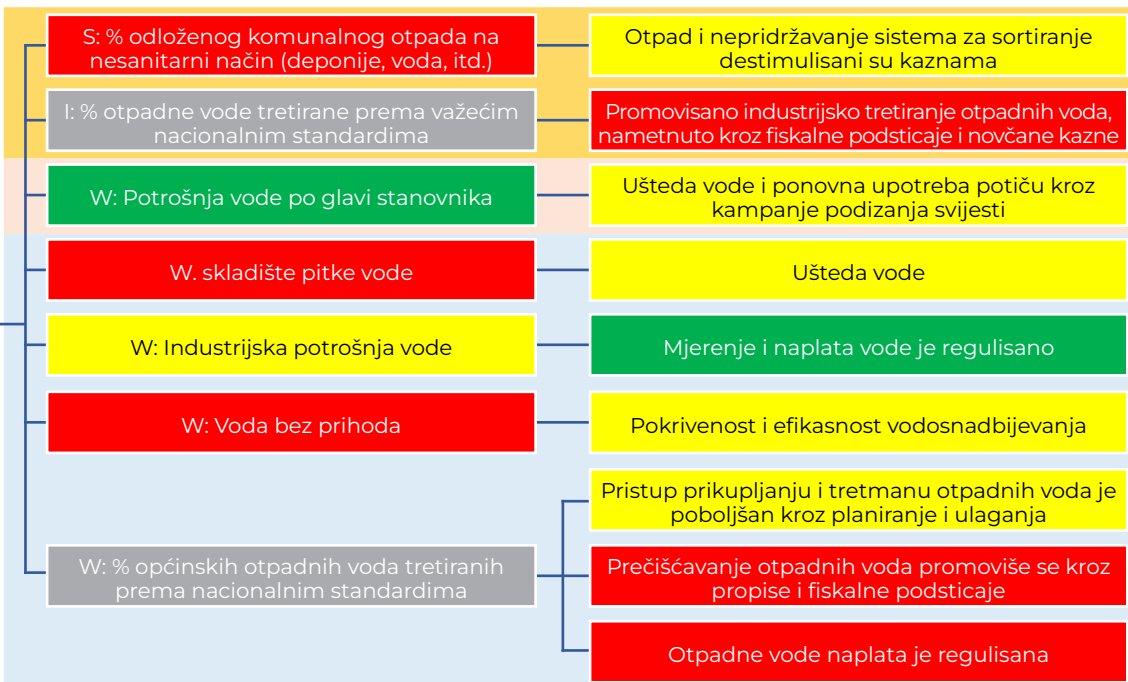 S: % odloženog komunalnog otpada na
nesanitarni način (deponije, voda, itd.)
Otpad i nepridržavanje sistema za sortiranje
destimulisani su kaznama
I: % otpadne vode tretirane prema važećim
nacionalnim standardima
Promovisano industrijsko tretiranje otpadnih voda,
nametnuto kroz fiskalne podsticaje i novčane kazne
W: Potrošnja vode po glavi stanovnika
Ušteda vode i ponovna upotreba potiču kroz
kampanje podizanja svijesti
W. skladište pitke vode
Ušteda vode
W: Industrijska potrošnja vode
Mjerenje i naplata vode je regulisano
W: Voda bez prihoda
Pokrivenost i efikasnost vodosnadbijevanja
W: % općinskih otpadnih voda tretiranih
prema nacionalnim standardima
Pristup prikupljanju i tretmanu otpadnih voda je
poboljšan kroz planiranje i ulaganja
Prečišćavanje otpadnih voda promoviše se kroz
propise i fiskalne podsticaje
Otpadne vode naplata je regulisana